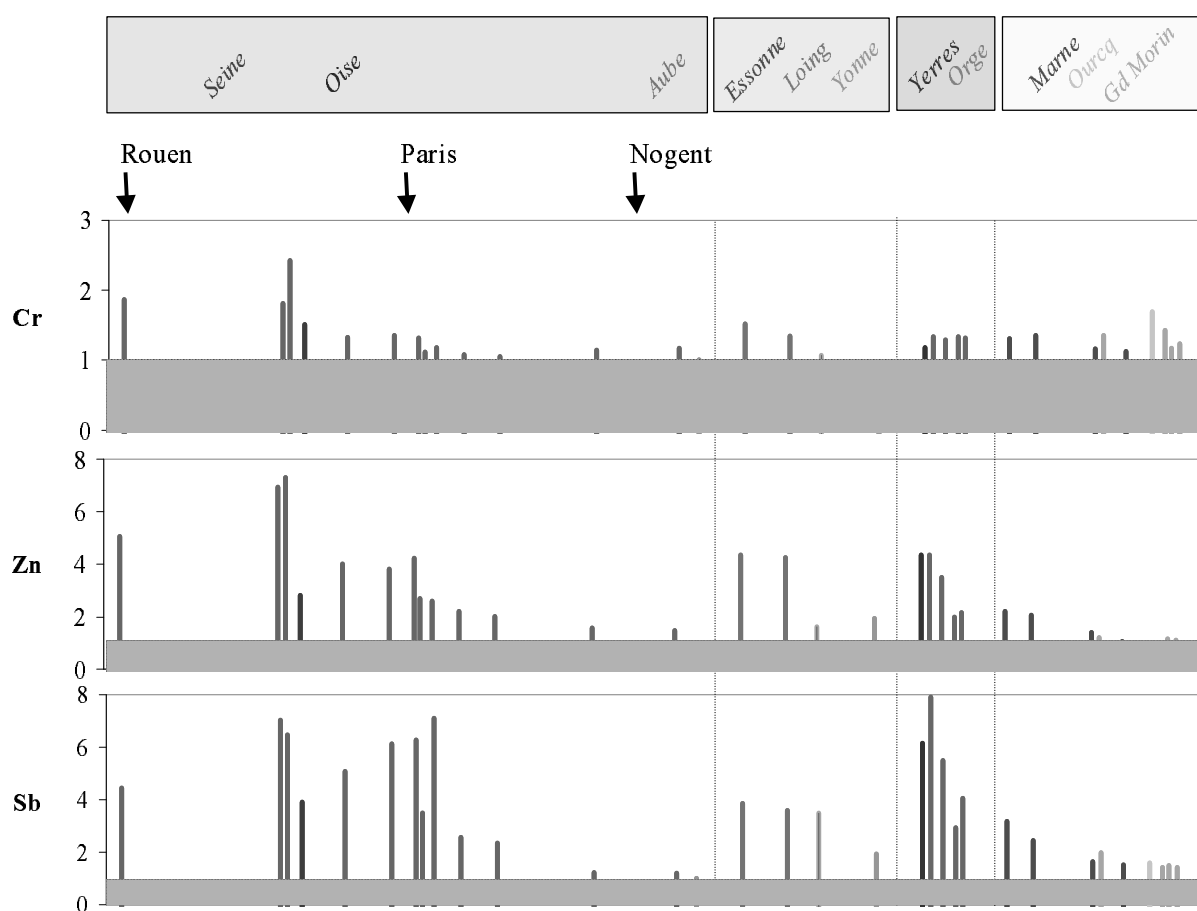 Seine Oise Aube Essonne Loing Yonne Yerres Orge Marne Ourcq Gd Morin
Rouen Paris Nogent
3
2
Cr
1
0
8
6
Zn
4
2
0
8
6
Sb
4
2
0